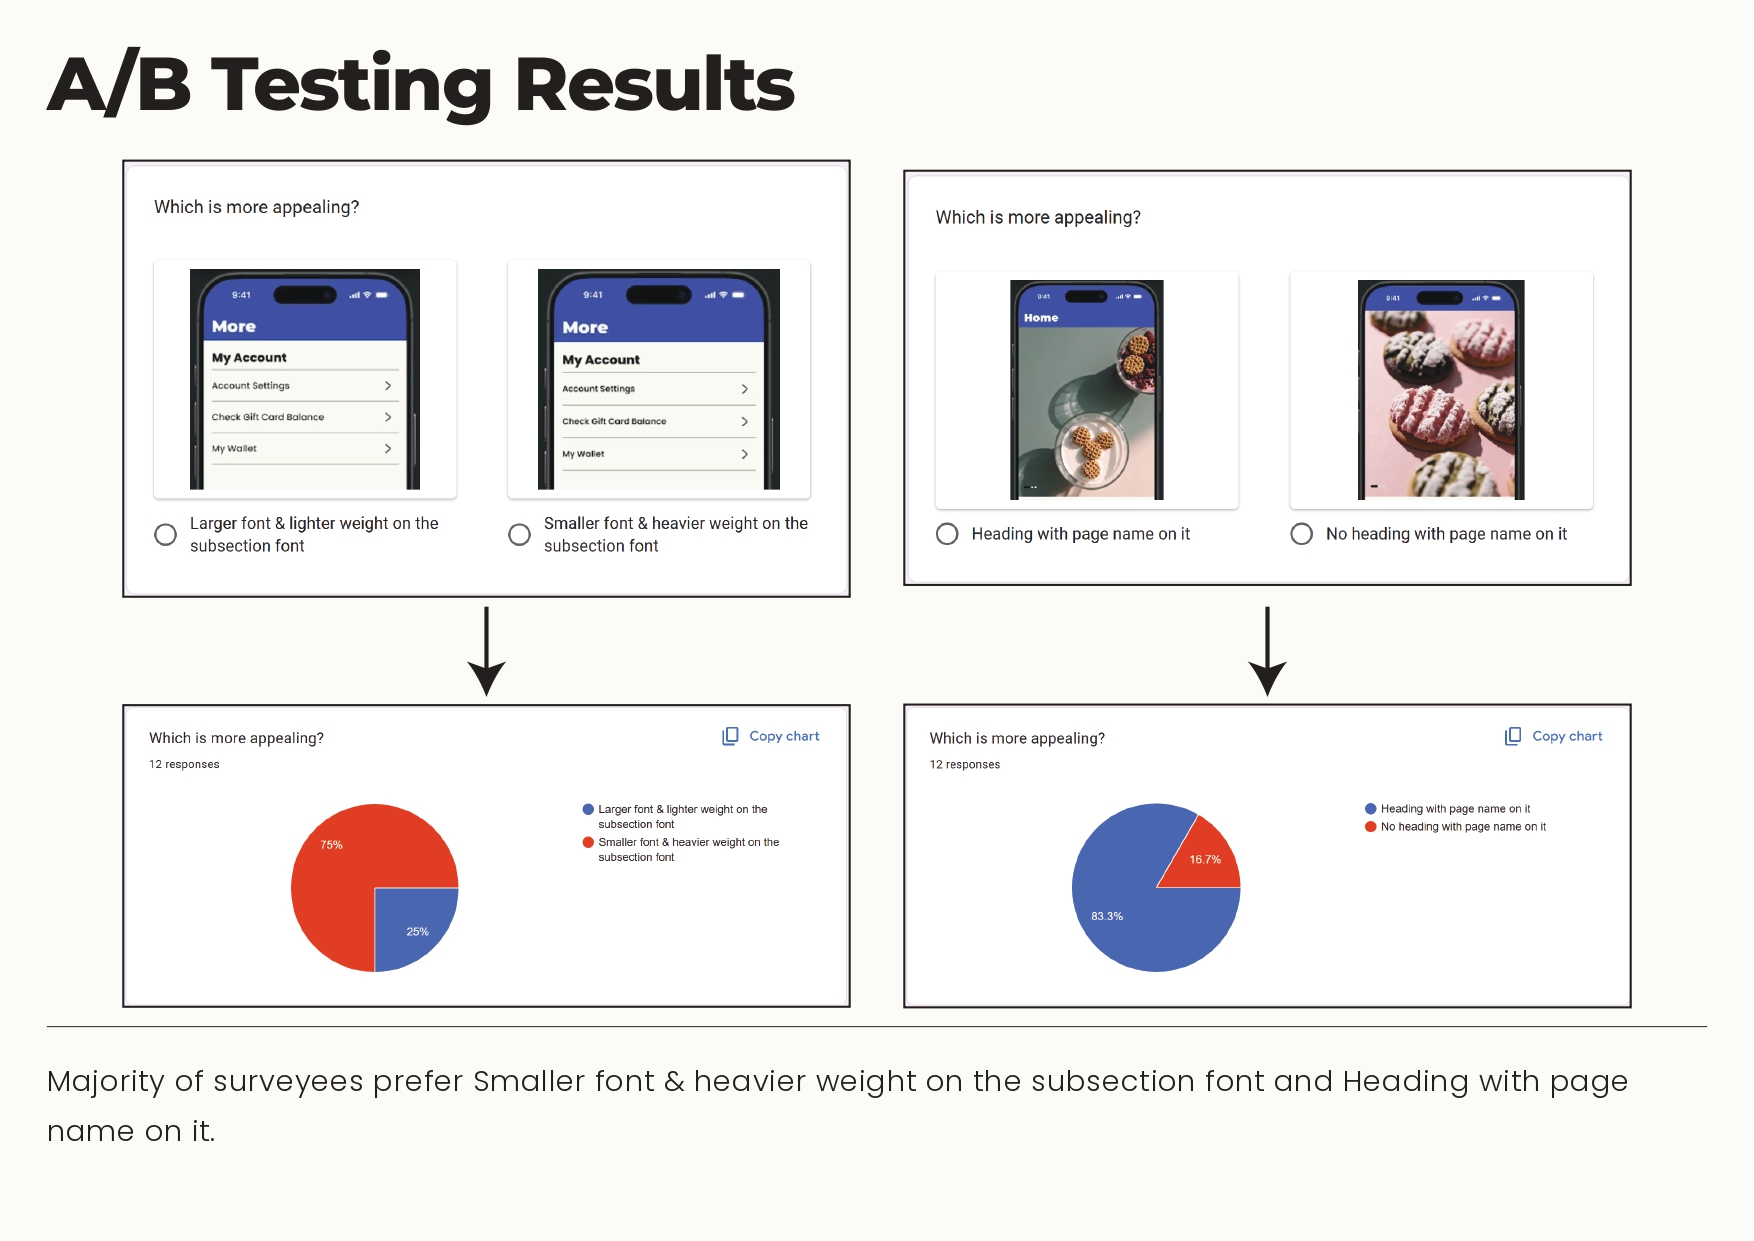 A/B Testing Results
Which is more appealing?
9:41
More
My Account
Account Settings
Check Gift Card Balance
My Wallet
Larger font & lighter weight on the
subsection font
9:41
More
My Account
Account Settings
Check Gift Card Balance
My Wallet
Smaller font & heavier weight on the
subsection font
Which is more appealing?
9:41
Home
Heading with page name on it
9:41
No heading with page name on it
Which is more appealing?
Copy chart
12 responses
75%
25%
Larger font & lighter weight on the
subsection font
Smaller font & heavier weight on the
subsection font
Which is more appealing?
Copy chart
12 responses
16.7%
83.3%
Heading with page name on it
No heading with page name on it
Majority of surveyees prefer Smaller font & heavier weight on the subsection font and Heading with page
name on it.